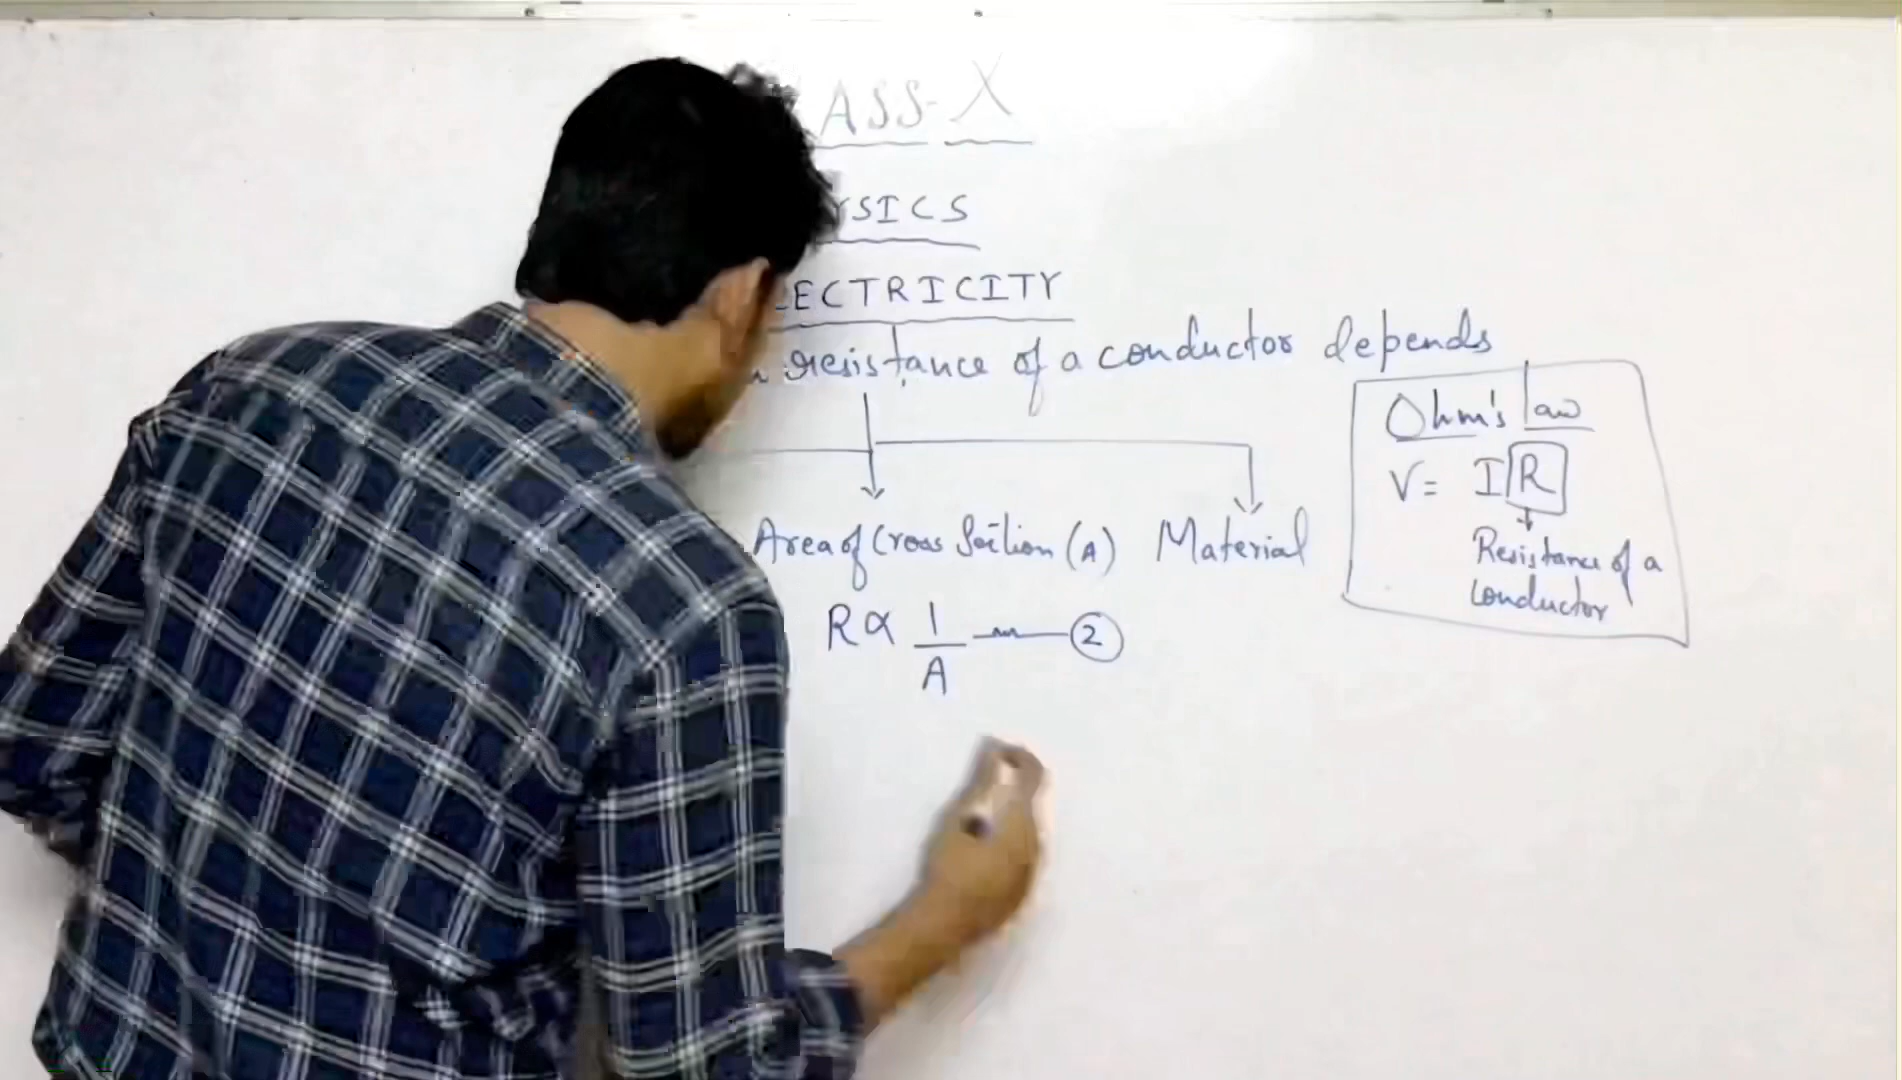 ASS-X
YSICS
ECTRICITY
resistance of a conductor depends
Ohm's law
V= IR
Resistance of a
conductor
Area of Cross Section (A) Material
R ∝ 1/A — 2